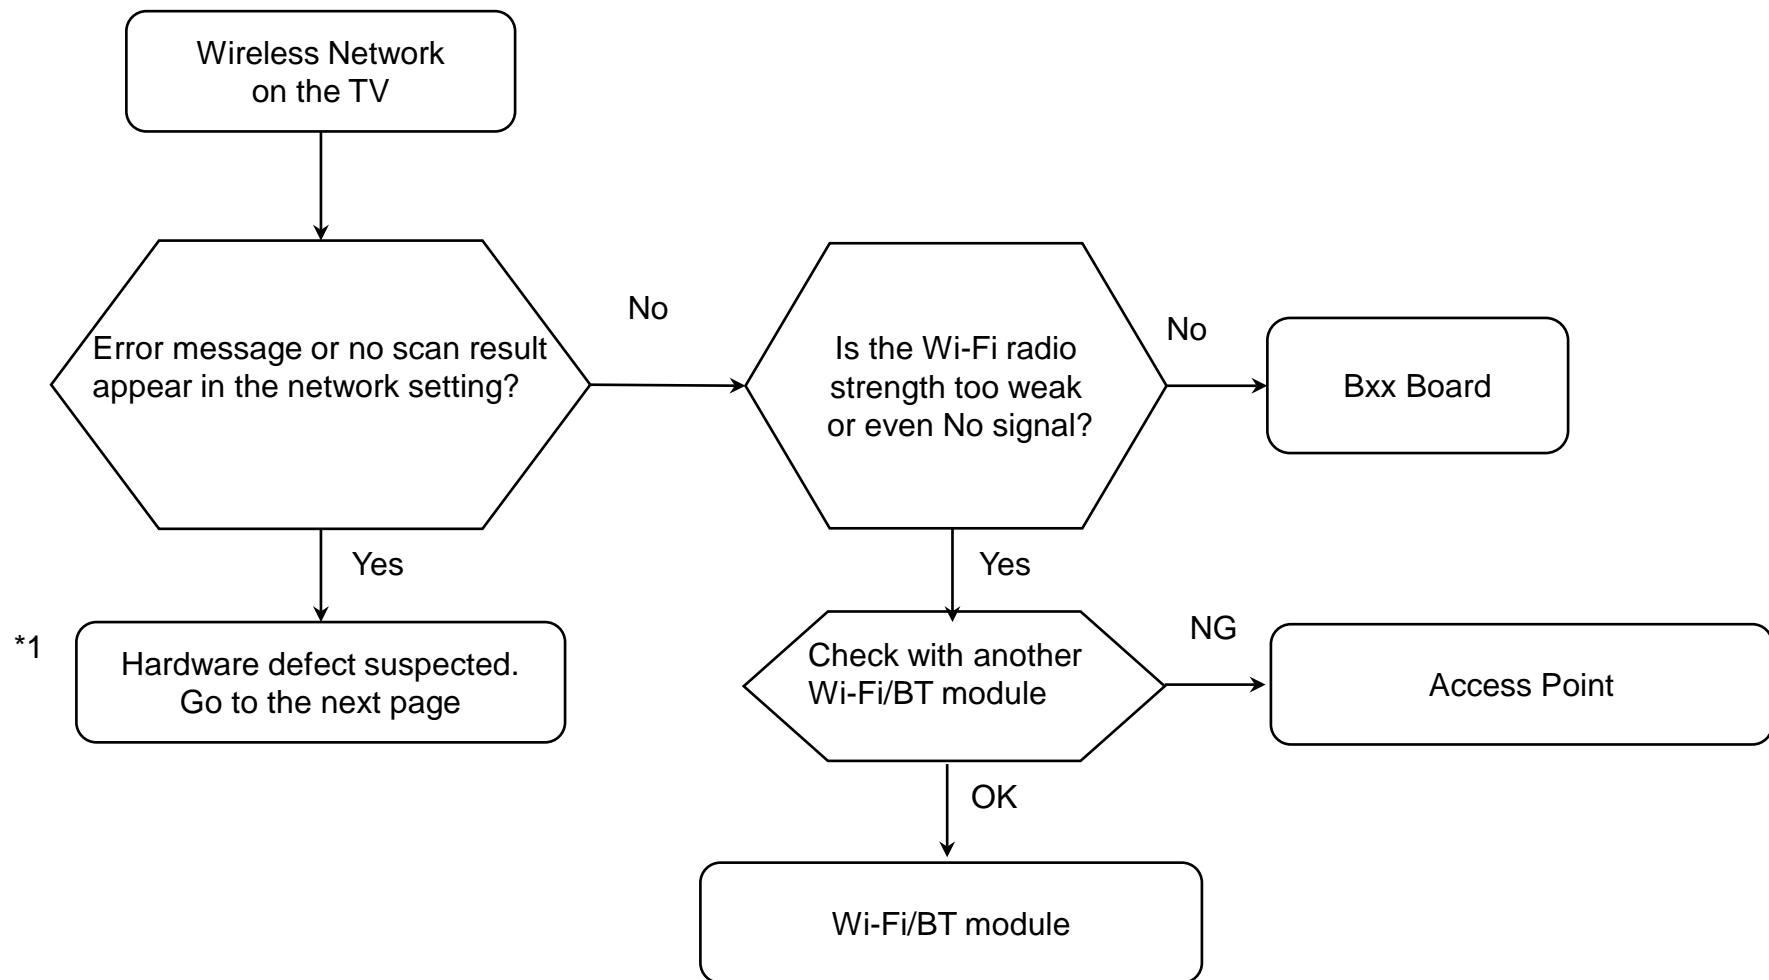 Wireless Network
on the TV
Error message or no scan result
appear in the network setting?
No
Is the Wi-Fi radio
strength too weak
or even No signal?
No
Bxx Board
Yes
Yes
*1
Hardware defect suspected.
Go to the next page
Check with another
Wi-Fi/BT module
NG
Access Point
OK
Wi-Fi/BT module